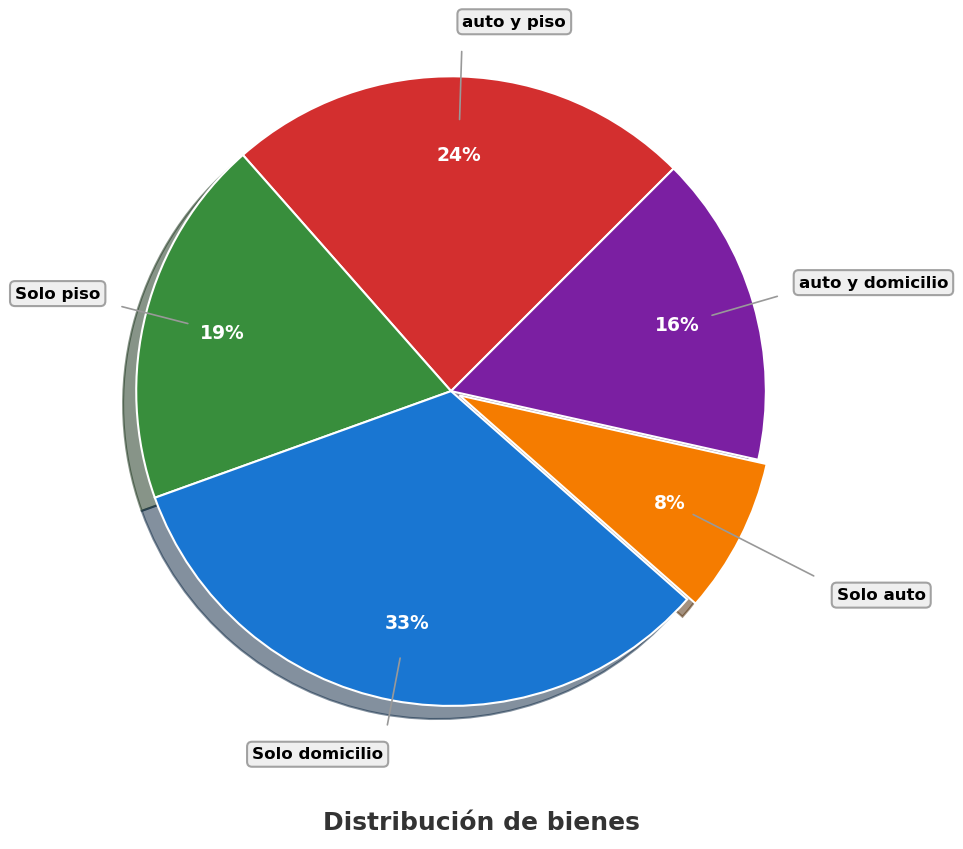 auto y piso
24%
auto y domicilio
Solo piso
16%
19%
8%
Solo auto
33%
Solo domicilio
Distribución de bienes